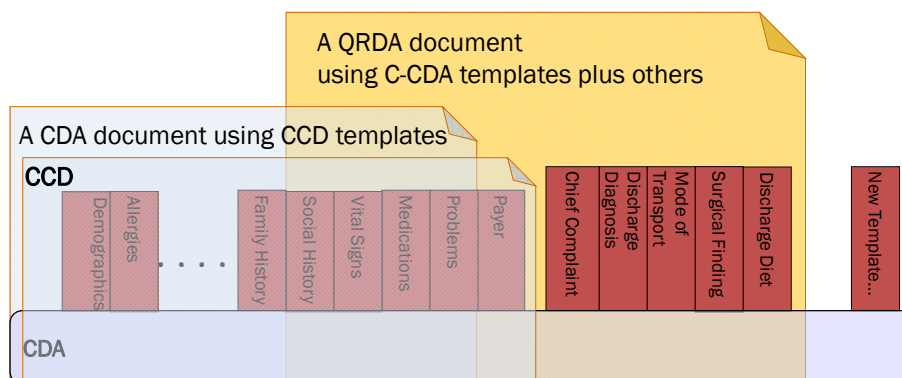 A QRDA document
using C-CDA templates plus others
A CDA document using CCD templates
CCD
Demographics
Allergies
. . . .
Family History
Social History
Vital Signs
Medications
Problems
Payer
Chief Complaint
Discharge
Diagnosis
Mode of
Transport
Surgical Finding
Discharge Diet
New Template...
CDA